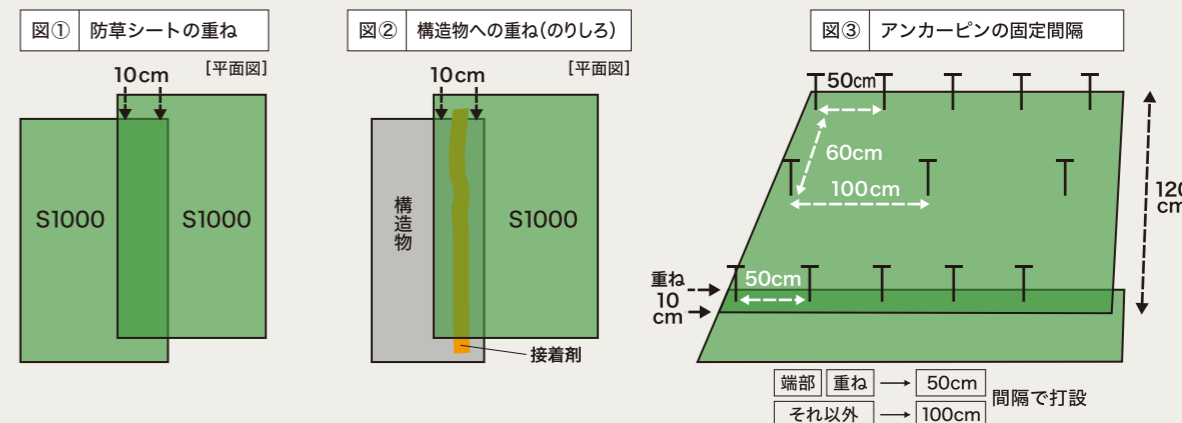 図① 防草シートの重ね
[平面図]
10cm
S1000
S1000
図② 構造物への重ね(のりしろ)
[平面図]
10cm
構造物
S1000
接着剤
図③ アンカーピンの固定間隔
50cm
60cm
100cm
120
cm
重ね
10
cm
50cm
端部 重ね → 50cm
間隔で打設
それ以外 → 100cm